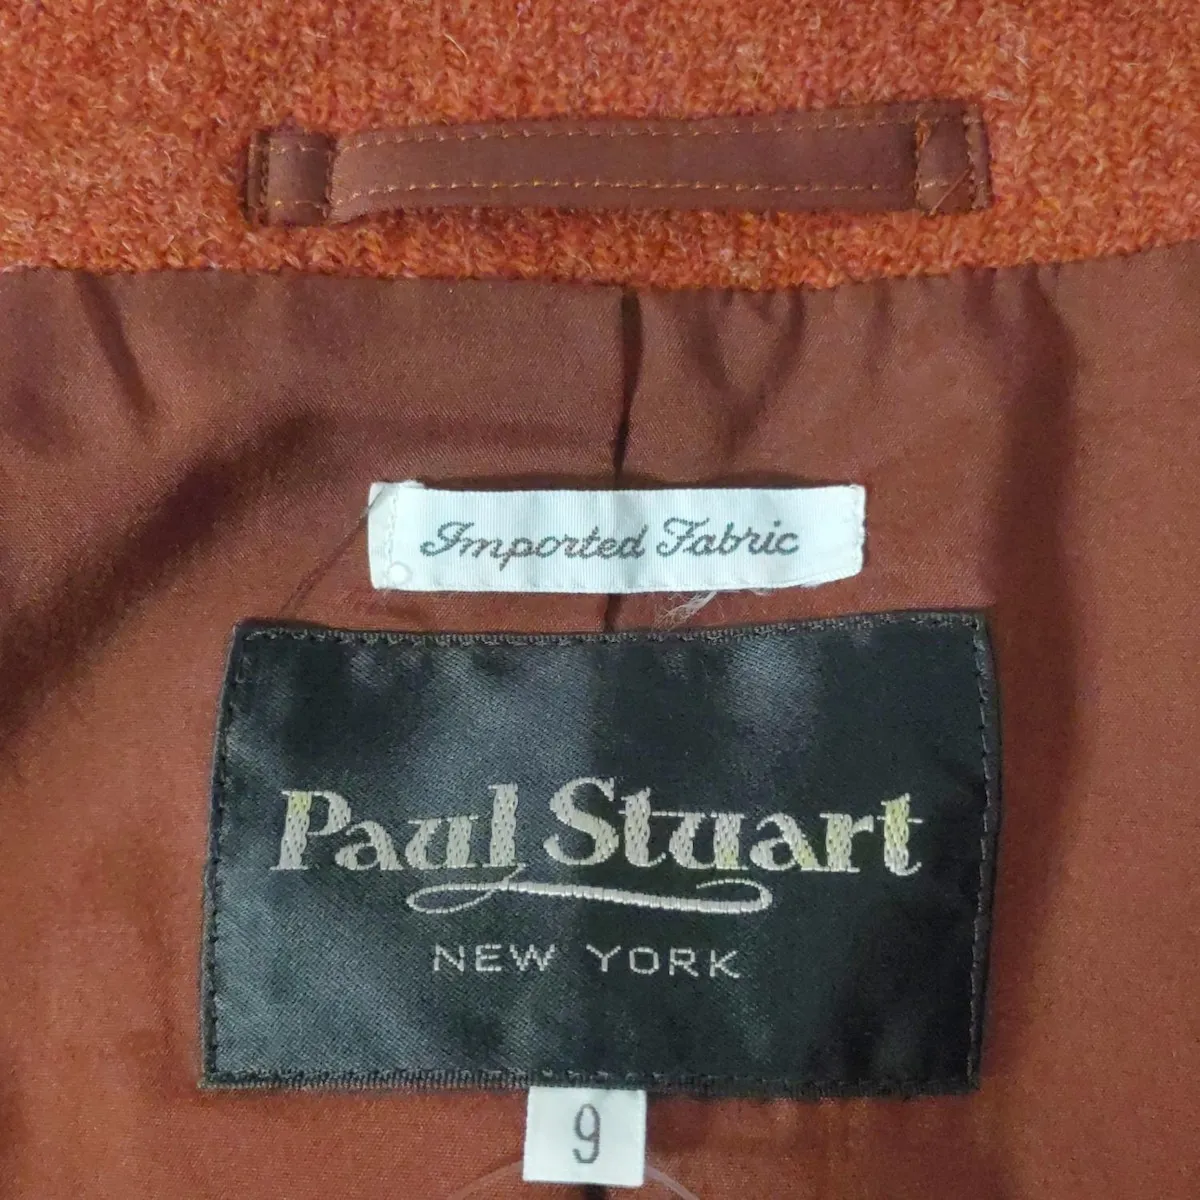 Imported Fabric
Paul Stuart
NEW YORK
9